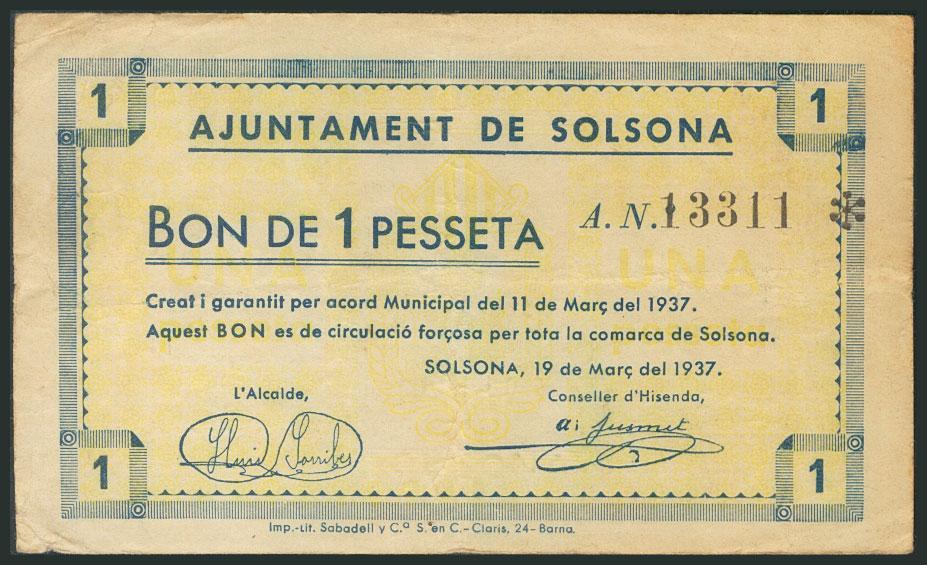 1 1
AJUNTAMENT DE SOLSONA
BON DE 1 PESSETA A. N. 13311 *
UNA UNA
Creat i garantit per acord Municipal del 11 de Març del 1937.
Aquest BON es de circulació forçosa per tota la comarca de Solsona.
SOLSONA, 19 de Març del 1937.
L'Alcalde, Conseller d'Hisenda,
1 1
Imp.-Lit. Sabadell y C.ª S. en C.-Claris, 24-Barna.